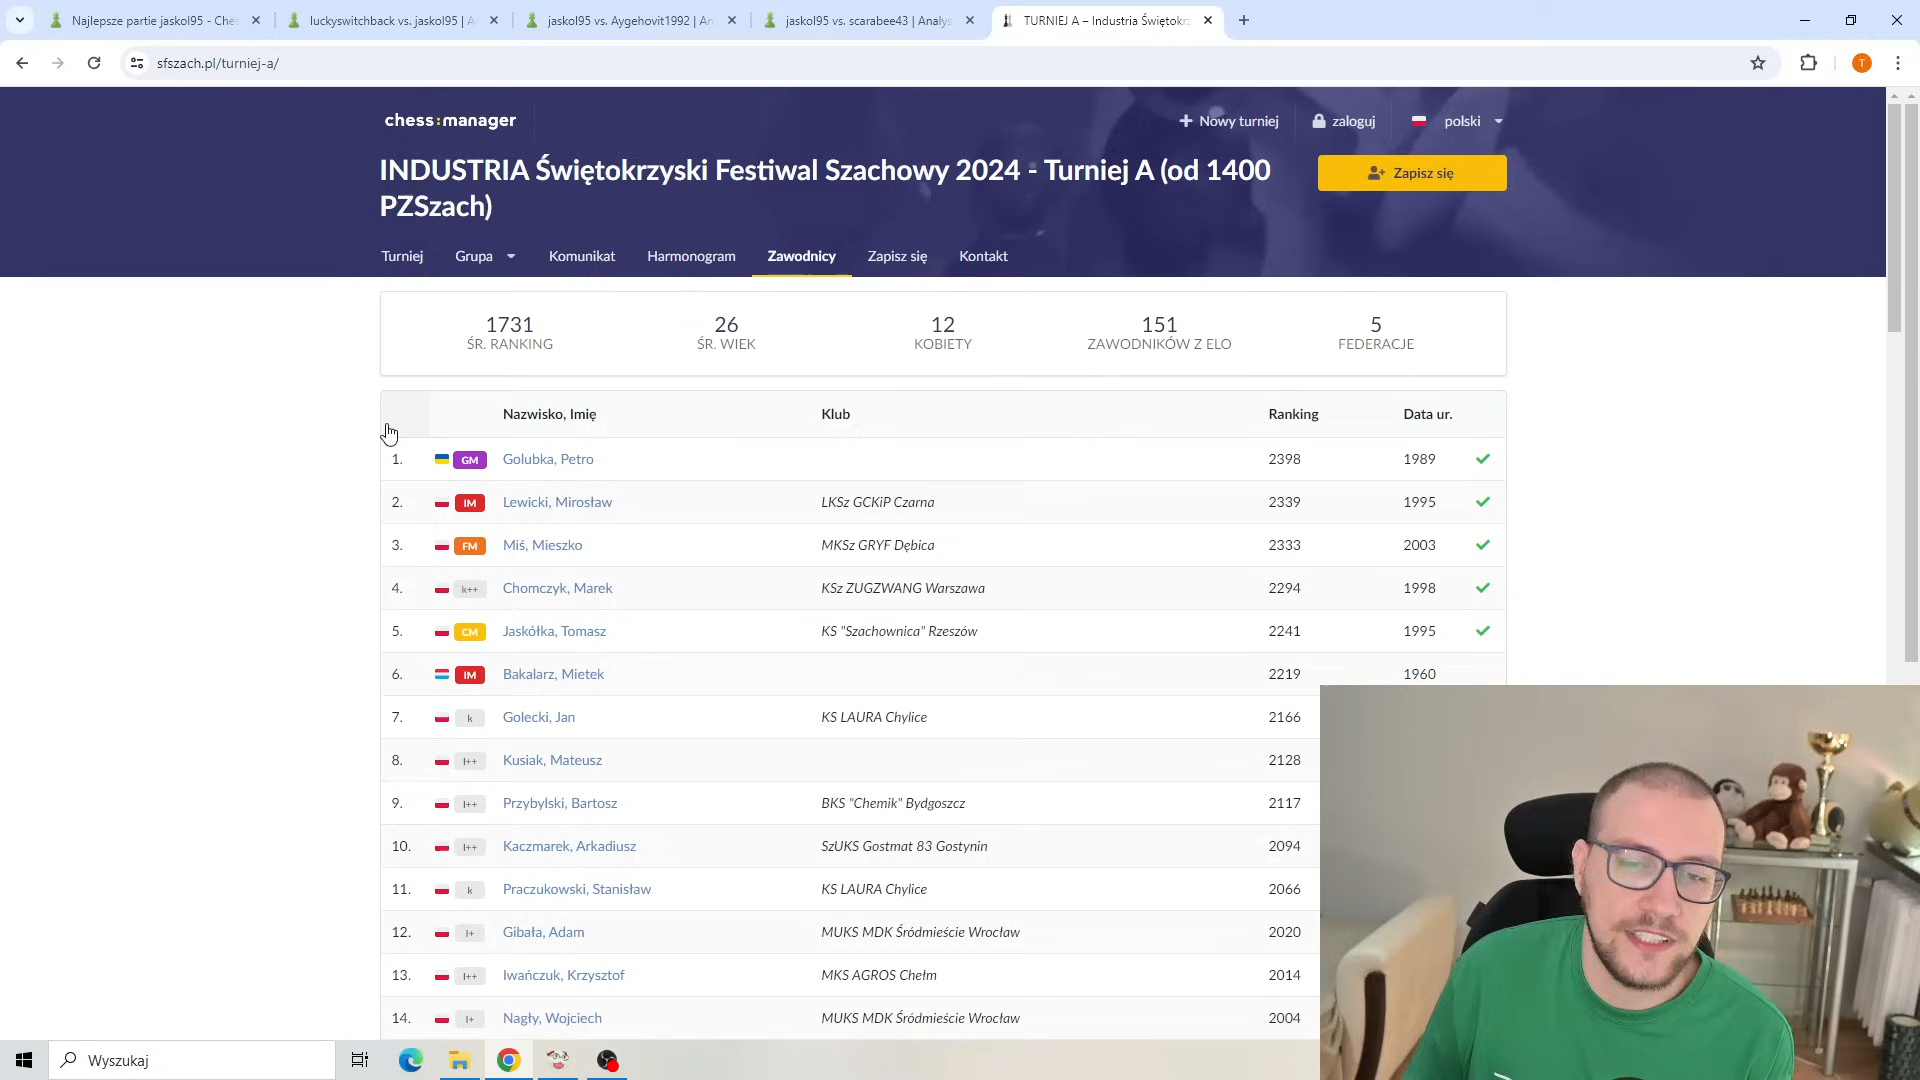 Najlepsze partie jaskol95 - Che
luckyswitchback vs. jaskol95 | A
jaskol95 vs. Aygehovit1992 | An
jaskol95 vs. scarabee43 | Analys
TURNIEJ A – Industria Świętokrz
sfszach.pl/turniej-a/
T
chess:manager
Nowy turniej
zaloguj
polski
INDUSTRIA Świętokrzyski Festiwal Szachowy 2024 - Turniej A (od 1400
PZSzach)
Zapisz się
Turniej Grupa Komunikat Harmonogram Zawodnicy Zapisz się Kontakt
1731 26 12 151 5
ŚR. RANKING ŚR. WIEK KOBIETY ZAWODNIKÓW Z ELO FEDERACJE
Nazwisko, Imię Klub Ranking Data ur.
1. GM Golubka, Petro 2398 1989
2. IM Lewicki, Mirosław LKSz GCKiP Czarna 2339 1995
3. FM Miś, Mieszko MKSz GRYF Dębica 2333 2003
4. k++ Chomczyk, Marek KSz ZUGZWANG Warszawa 2294 1998
5. CM Jaskółka, Tomasz KS "Szachownica" Rzeszów 2241 1995
6. IM Bakalarz, Mietek 2219 1960
7. k Golecki, Jan KS LAURA Chylice 2166
8. I++ Kusiak, Mateusz 2128
9. I++ Przybylski, Bartosz BKS "Chemik" Bydgoszcz 2117
10. I++ Kaczmarek, Arkadiusz SzUKS Gostmat 83 Gostynin 2094
11. k Praczukowski, Stanisław KS LAURA Chylice 2066
12. I+ Gibała, Adam MUKS MDK Śródmieście Wrocław 2020
13. I++ Iwańczuk, Krzysztof MKS AGROS Chełm 2014
14. I+ Nagły, Wojciech MUKS MDK Śródmieście Wrocław 2004
Wyszukaj